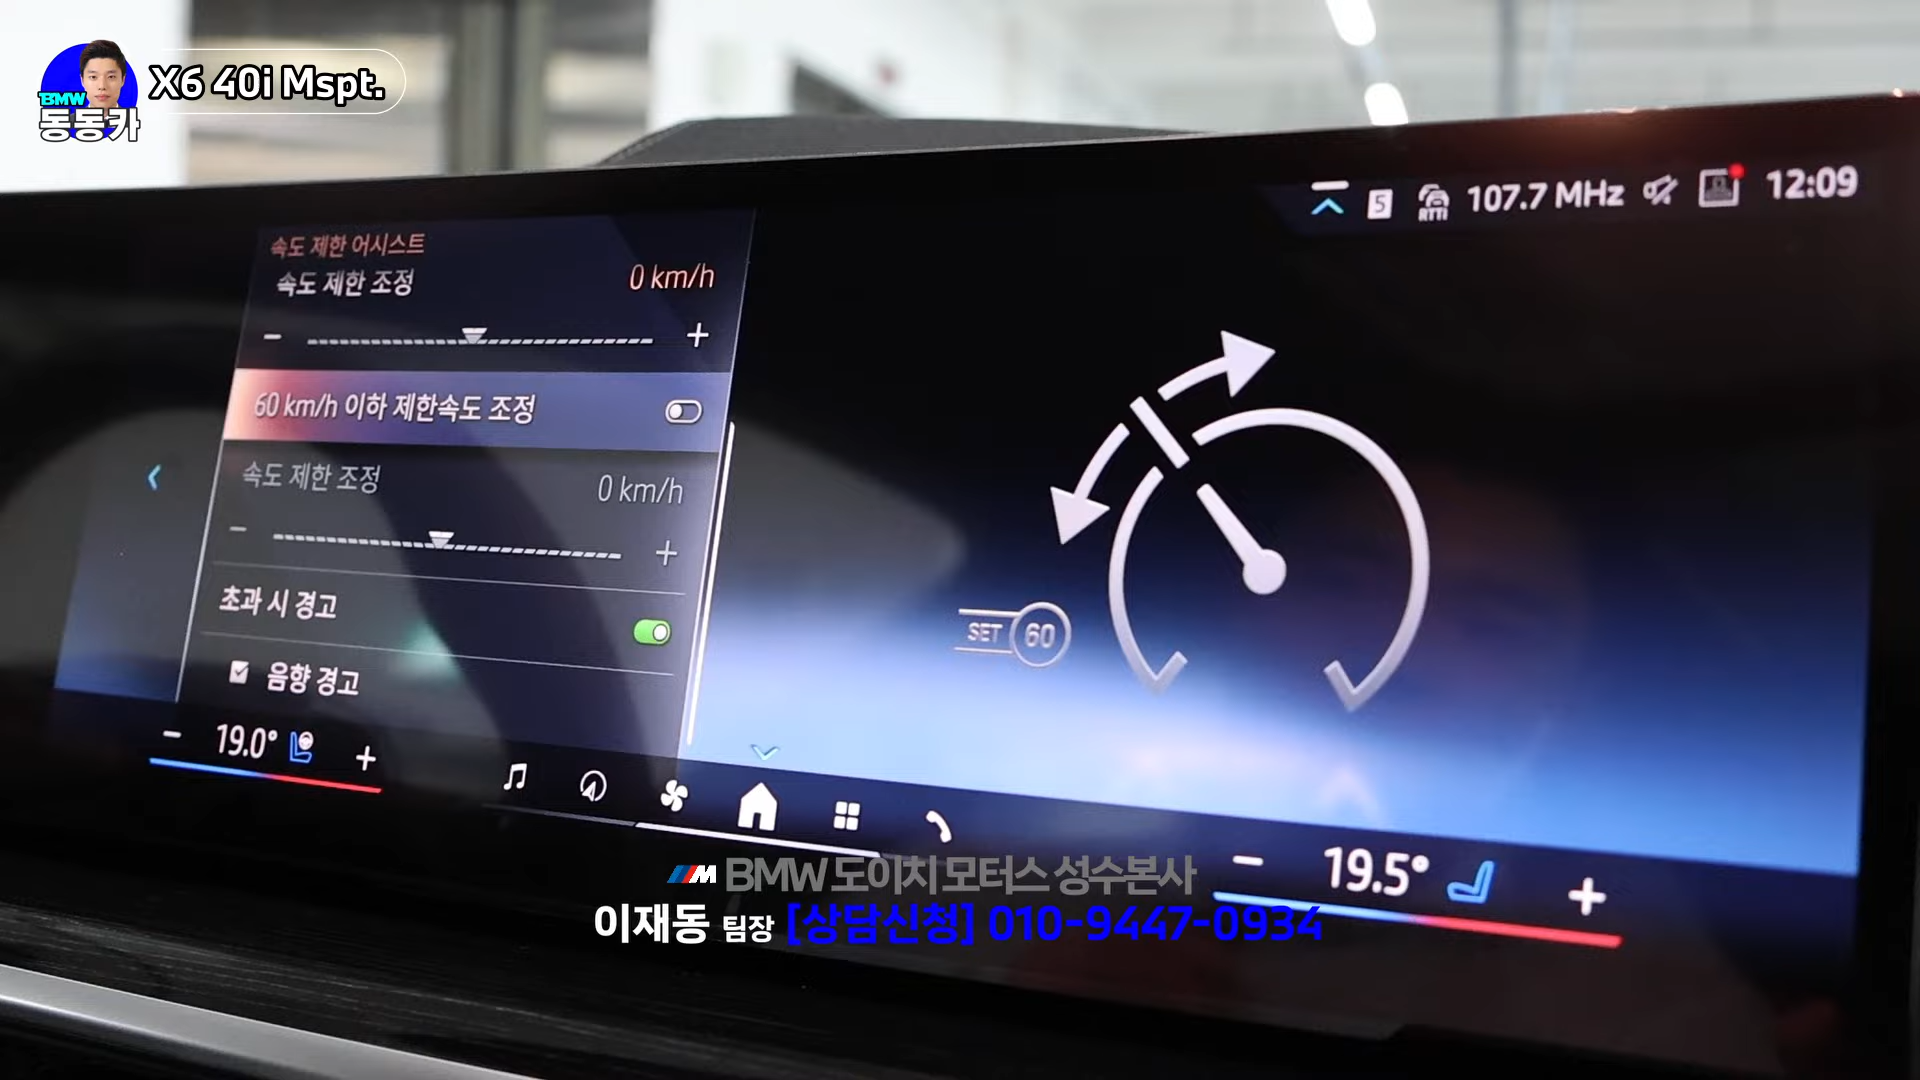 X6 40i Mspt.
BMW
동동카
5 RTTI 107.7 MHz 12:09
속도 제한 어시스트
속도 제한 조정 0 km/h
− +
60 km/h 이하 제한속도 조정
속도 제한 조정 0 km/h
− +
초과 시 경고
음향 경고
SET 60
− 19.0° +
− 19.5° +
M BMW 도이치 모터스 성수본사
이재동 팀장 [상담신청] 010-9447-0934